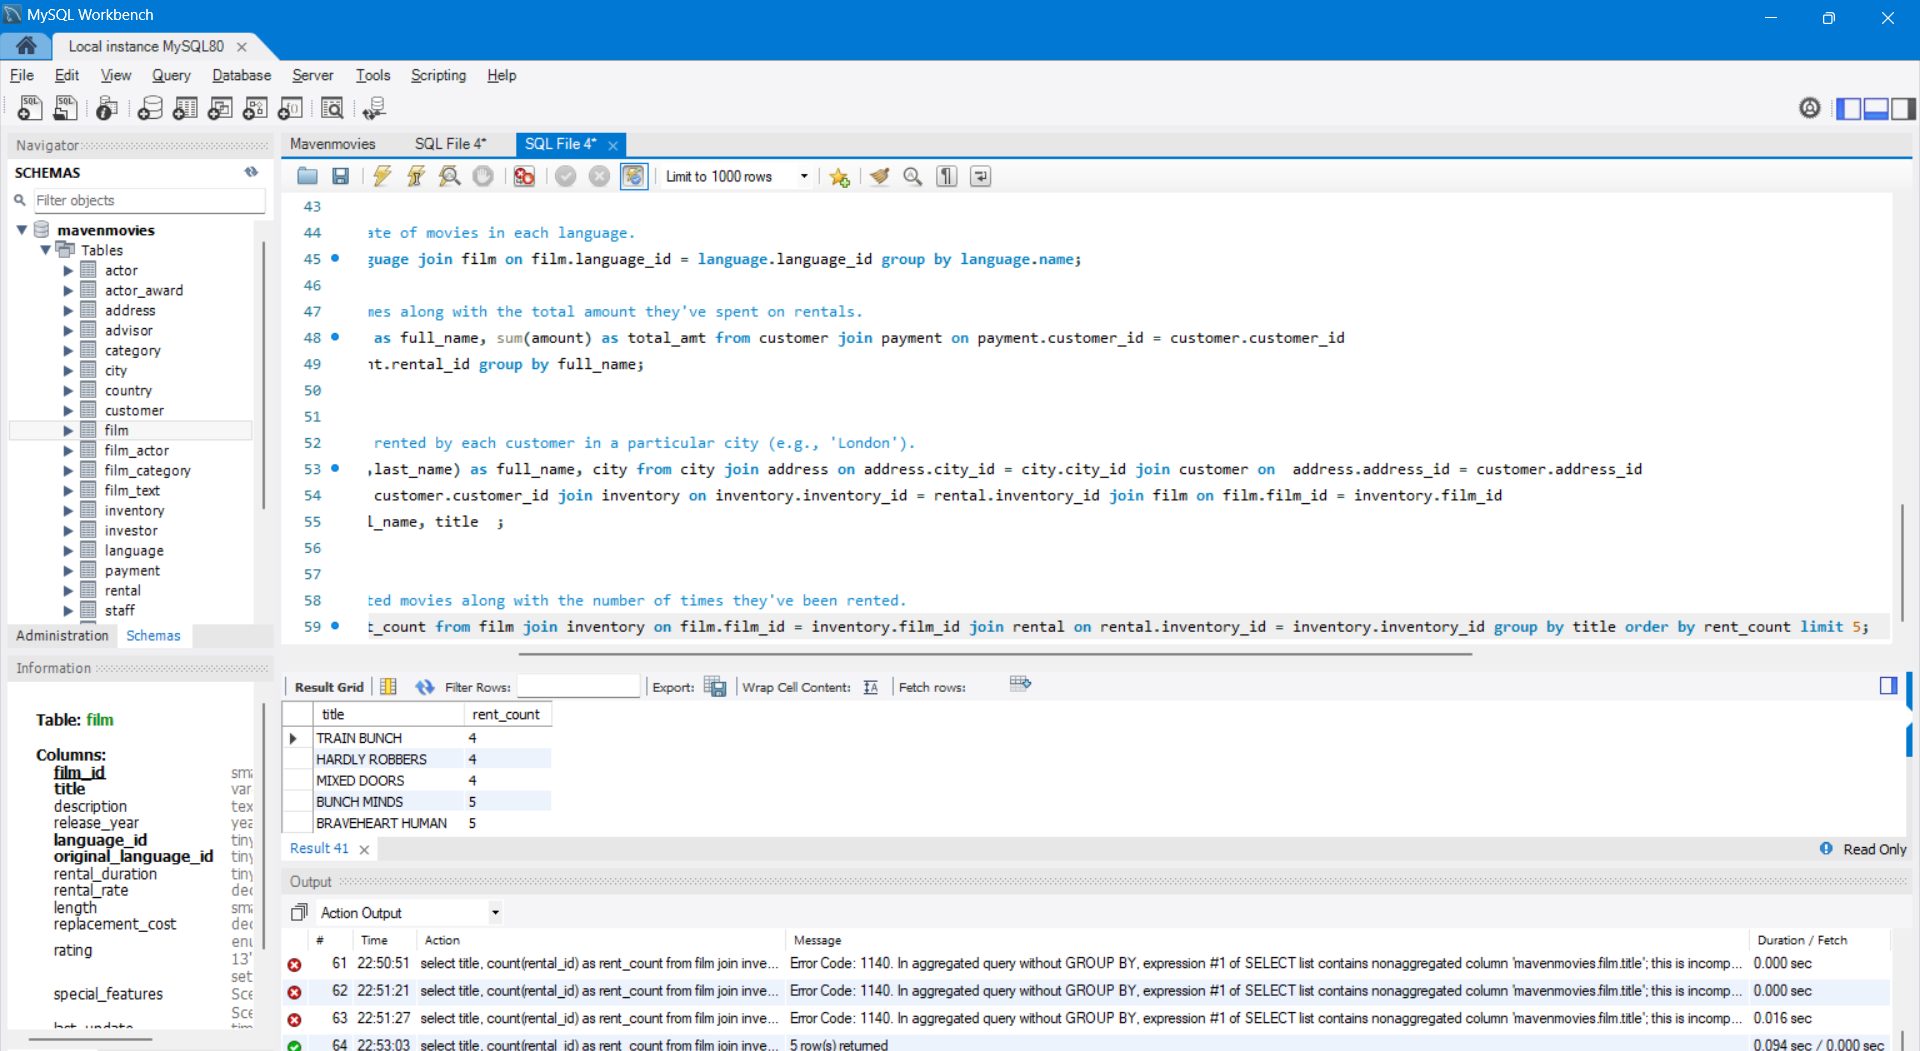 MySQL Workbench
Local instance MySQL80
File Edit View Query Database Server Tools Scripting Help
Navigator
SCHEMAS
Filter objects
mavenmovies
Tables
actor
actor_award
address
advisor
category
city
country
customer
film
film_actor
film_category
film_text
inventory
investor
language
payment
rental
staff
Administration Schemas
Information
Table: film
Columns:
film_id
title
description
release_year
language_id
original_language_id
rental_duration
rental_rate
length
replacement_cost
rating
13'
set
special_features
Mavenmovies SQL File 4* SQL File 4*
Limit to 1000 rows
43
44 ate of movies in each language.
45 guage join film on film.language_id = language.language_id group by language.name;
46
47 mes along with the total amount they've spent on rentals.
48 as full_name, sum(amount) as total_amt from customer join payment on payment.customer_id = customer.customer_id
49 nt.rental_id group by full_name;
50
51
52 rented by each customer in a particular city (e.g., 'London').
53 ,last_name) as full_name, city from city join address on address.city_id = city.city_id join customer on address.address_id = customer.address_id
54 customer.customer_id join inventory on inventory.inventory_id = rental.inventory_id join film on film.film_id = inventory.film_id
55 l_name, title ;
56
57
58 ted movies along with the number of times they've been rented.
59 t_count from film join inventory on film.film_id = inventory.film_id join rental on rental.inventory_id = inventory.inventory_id group by title order by rent_count limit 5;
Result Grid Filter Rows: Export: Wrap Cell Content: Fetch rows:
title rent_count
TRAIN BUNCH 4
HARDLY ROBBERS 4
MIXED DOORS 4
BUNCH MINDS 5
BRAVEHEART HUMAN 5
Result 41
Read Only
Output
Action Output
# Time Action Message Duration / Fetch
61 22:50:51 select title, count(rental_id) as rent_count from film join inve... Error Code: 1140. In aggregated query without GROUP BY, expression #1 of SELECT list contains nonaggregated column 'mavenmovies.film.title'; this is incomp... 0.000 sec
62 22:51:21 select title, count(rental_id) as rent_count from film join inve... Error Code: 1140. In aggregated query without GROUP BY, expression #1 of SELECT list contains nonaggregated column 'mavenmovies.film.title'; this is incomp... 0.000 sec
63 22:51:27 select title, count(rental_id) as rent_count from film join inve... Error Code: 1140. In aggregated query without GROUP BY, expression #1 of SELECT list contains nonaggregated column 'mavenmovies.film.title'; this is incomp... 0.016 sec
64 22:53:03 select title, count(rental_id) as rent_count from film join inve... 5 row(s) returned 0.094 sec / 0.000 sec